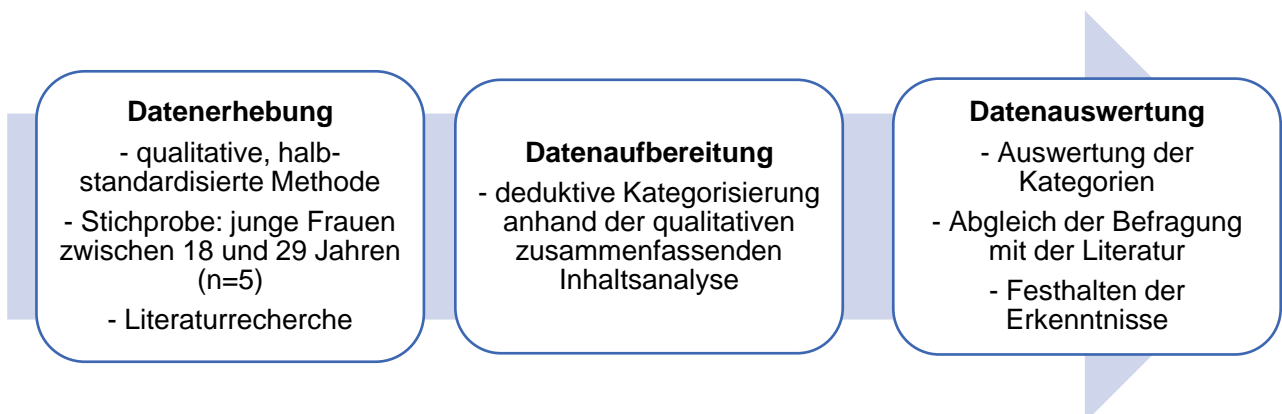 Datenerhebung
- qualitative, halb-
standardisierte Methode
- Stichprobe: junge Frauen
zwischen 18 und 29 Jahren
(n=5)
- Literaturrecherche
Datenaufbereitung
- deduktive Kategorisierung
anhand der qualitativen
zusammenfassenden
Inhaltsanalyse
Datenauswertung
- Auswertung der
Kategorien
- Abgleich der Befragung
mit der Literatur
- Festhalten der
Erkenntnisse